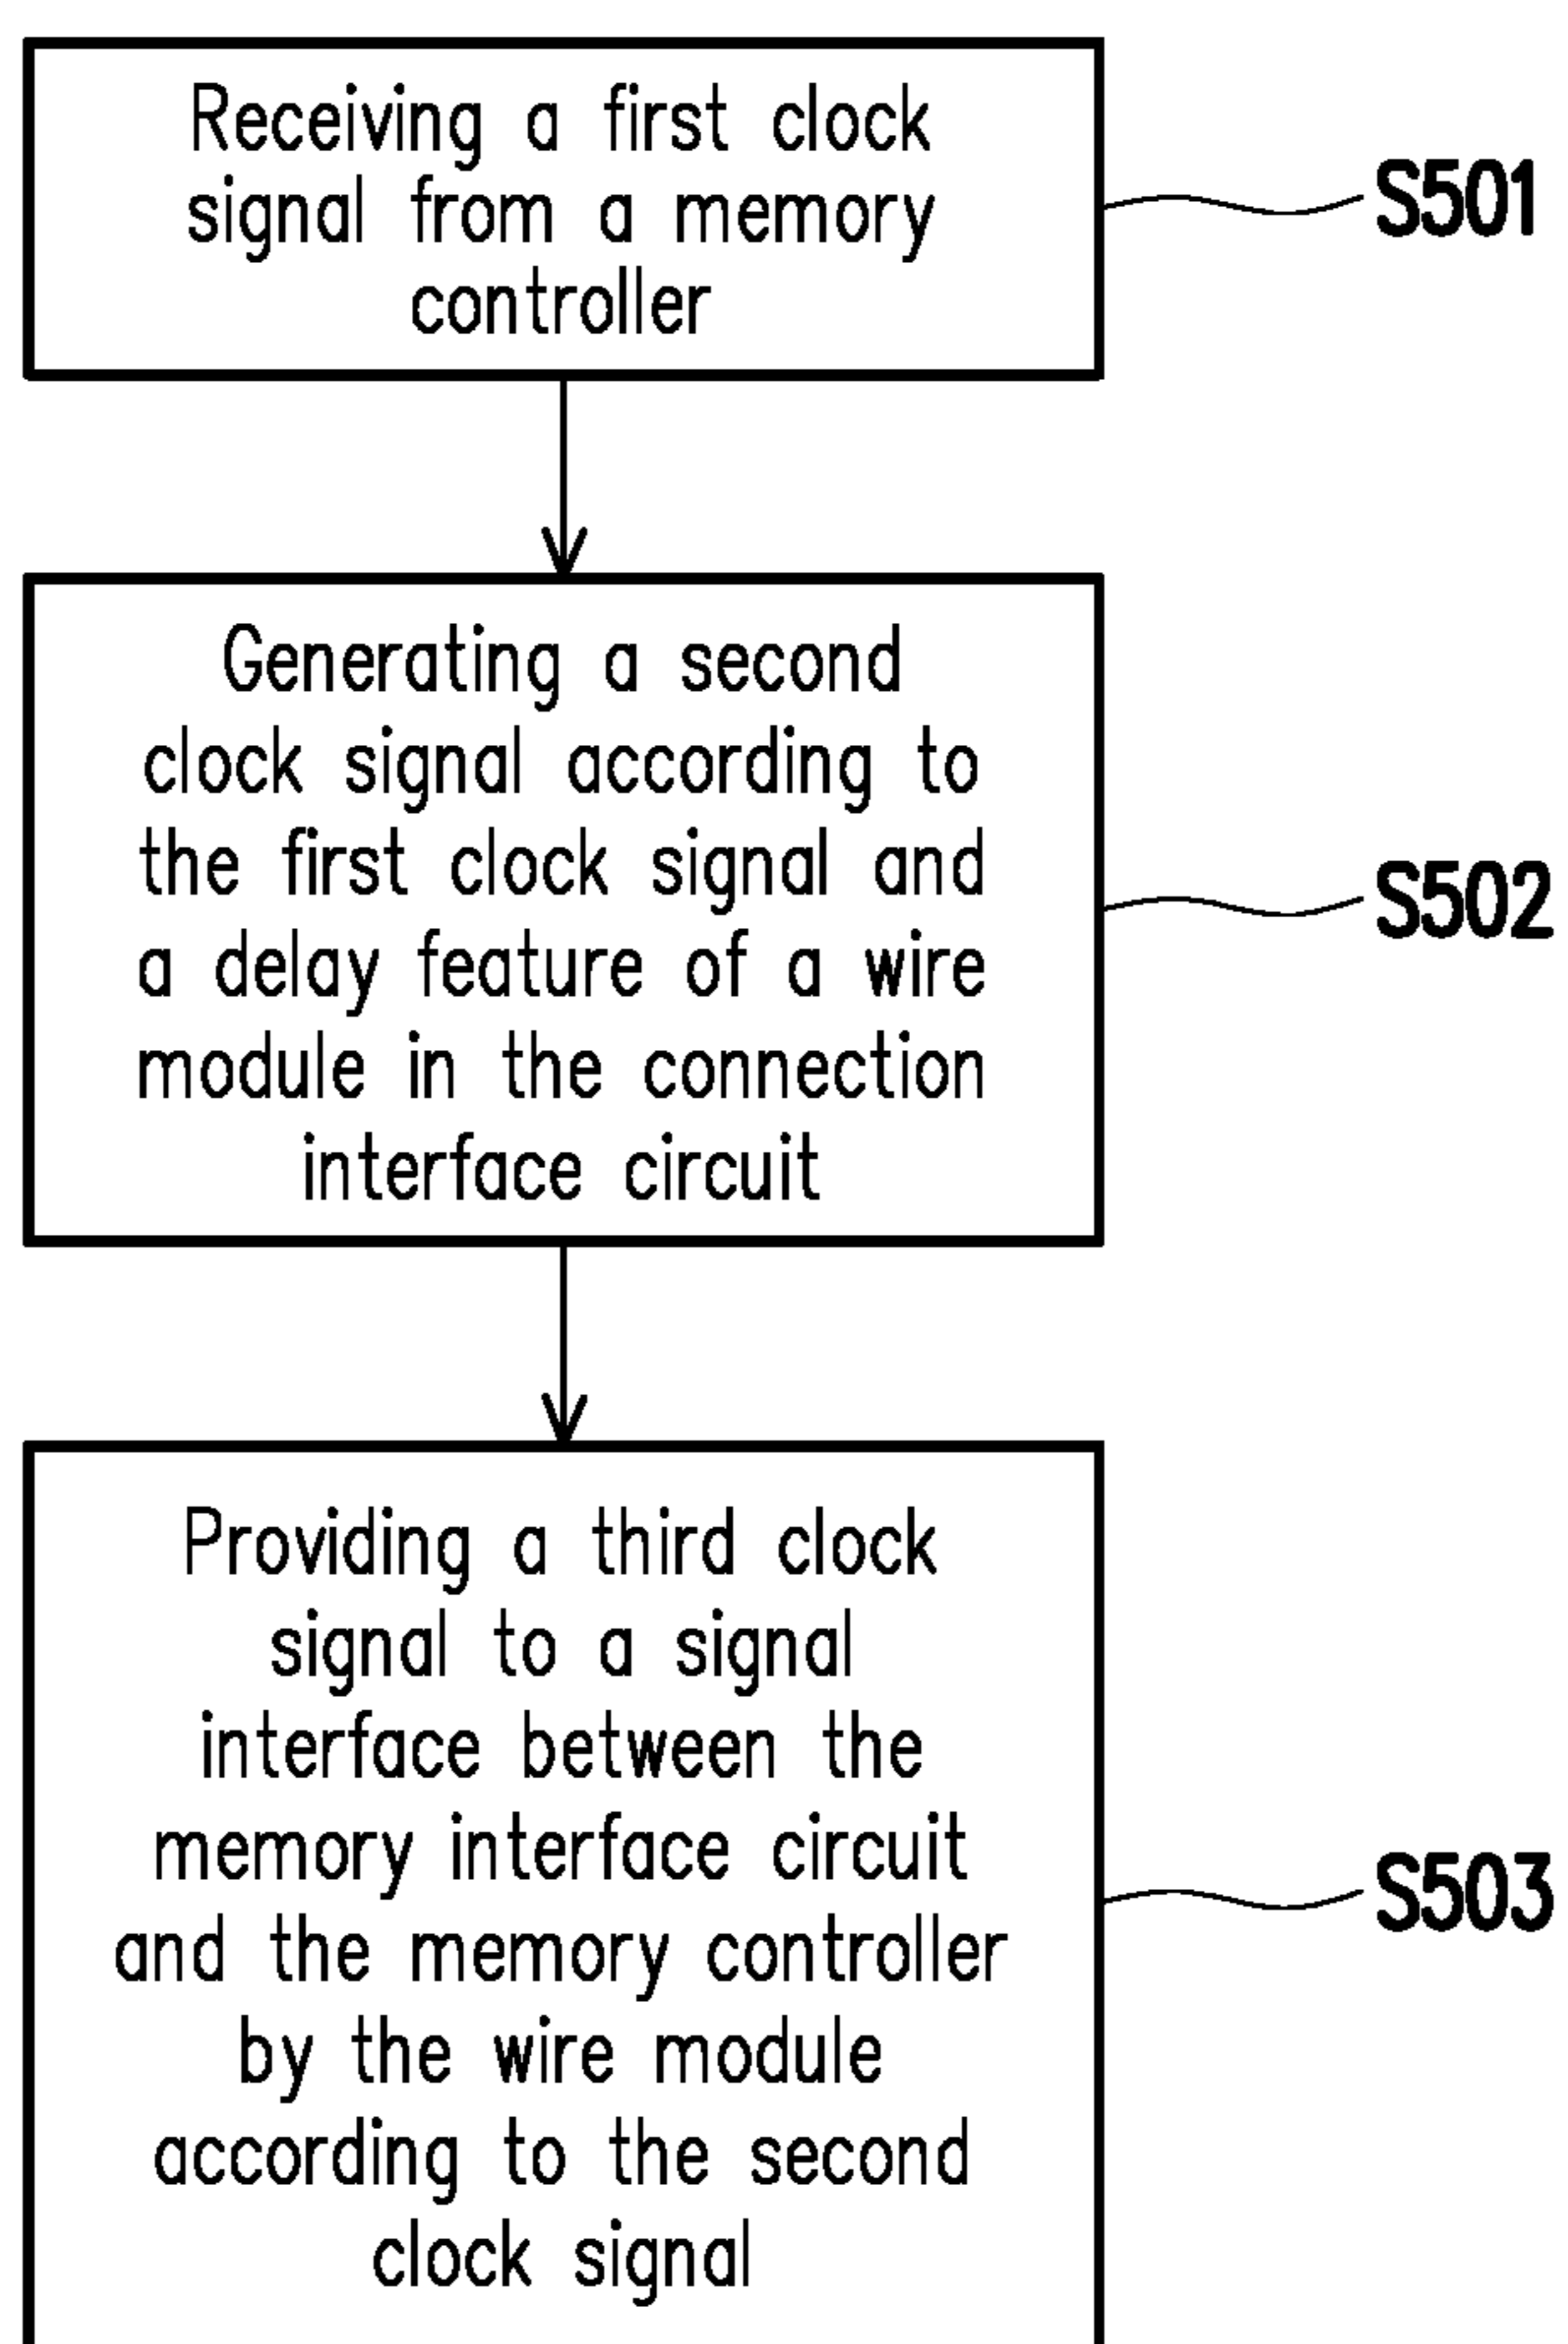 Receiving a first clock
signal from a memory
controller
S501
Generating a second
clock signal according to
the first clock signal and
a delay feature of a wire
module in the connection
interface circuit
S502
Providing a third clock
signal to a signal
interface between the
memory interface circuit
and the memory controller
by the wire module
according to the second
clock signal
S503